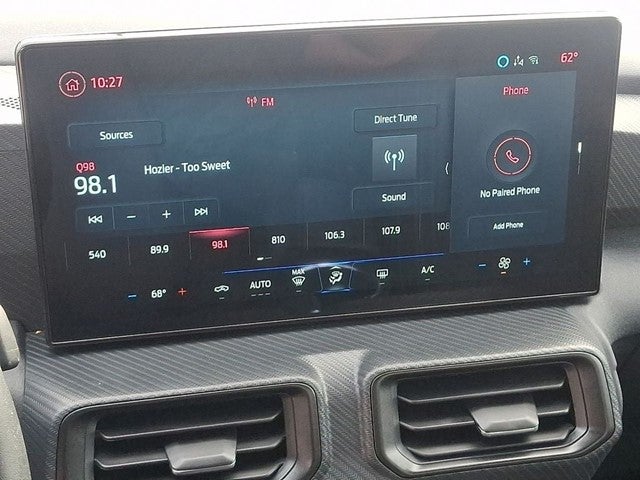 10:27
62°
FM
Phone
Sources
Direct Tune
Q98
98.1
Hozier - Too Sweet
Sound
No Paired Phone
Add Phone
540
89.9
98.1
810
106.3
107.9
108
68°
AUTO
MAX
A/C